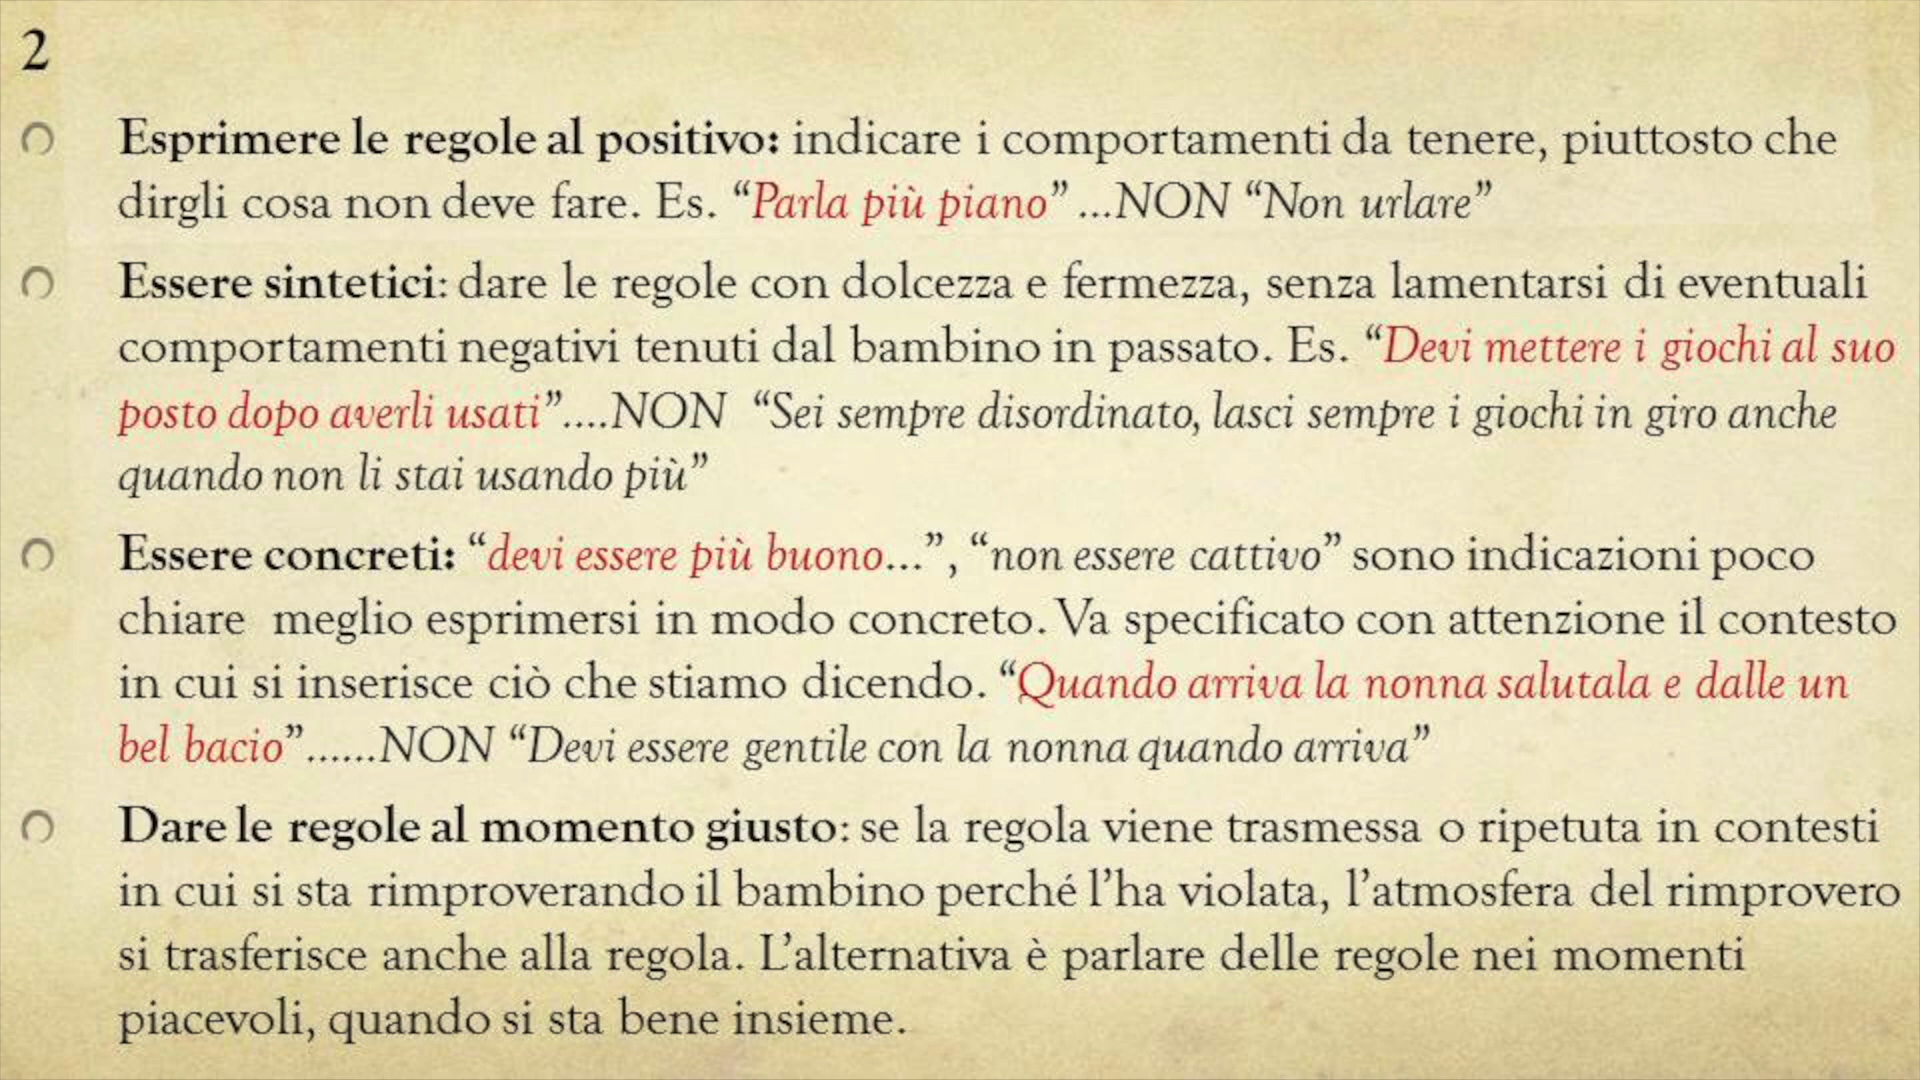 2
Esprimere le regole al positivo: indicare i comportamenti da tenere, piuttosto che
dirgli cosa non deve fare. Es. “Parla più piano” ...NON “Non urlare”
Essere sintetici: dare le regole con dolcezza e fermezza, senza lamentarsi di eventuali
comportamenti negativi tenuti dal bambino in passato. Es. “Devi mettere i giochi al suo
posto dopo averli usati”....NON “Sei sempre disordinato, lasci sempre i giochi in giro anche
quando non li stai usando più”
Essere concreti: “devi essere più buono...”, “non essere cattivo” sono indicazioni poco
chiare meglio esprimersi in modo concreto. Va specificato con attenzione il contesto
in cui si inserisce ciò che stiamo dicendo. “Quando arriva la nonna salutala e dalle un
bel bacio”......NON “Devi essere gentile con la nonna quando arriva”
Dare le regole al momento giusto: se la regola viene trasmessa o ripetuta in contesti
in cui si sta rimproverando il bambino perché l’ha violata, l’atmosfera del rimprovero
si trasferisce anche alla regola. L’alternativa è parlare delle regole nei momenti
piacevoli, quando si sta bene insieme.